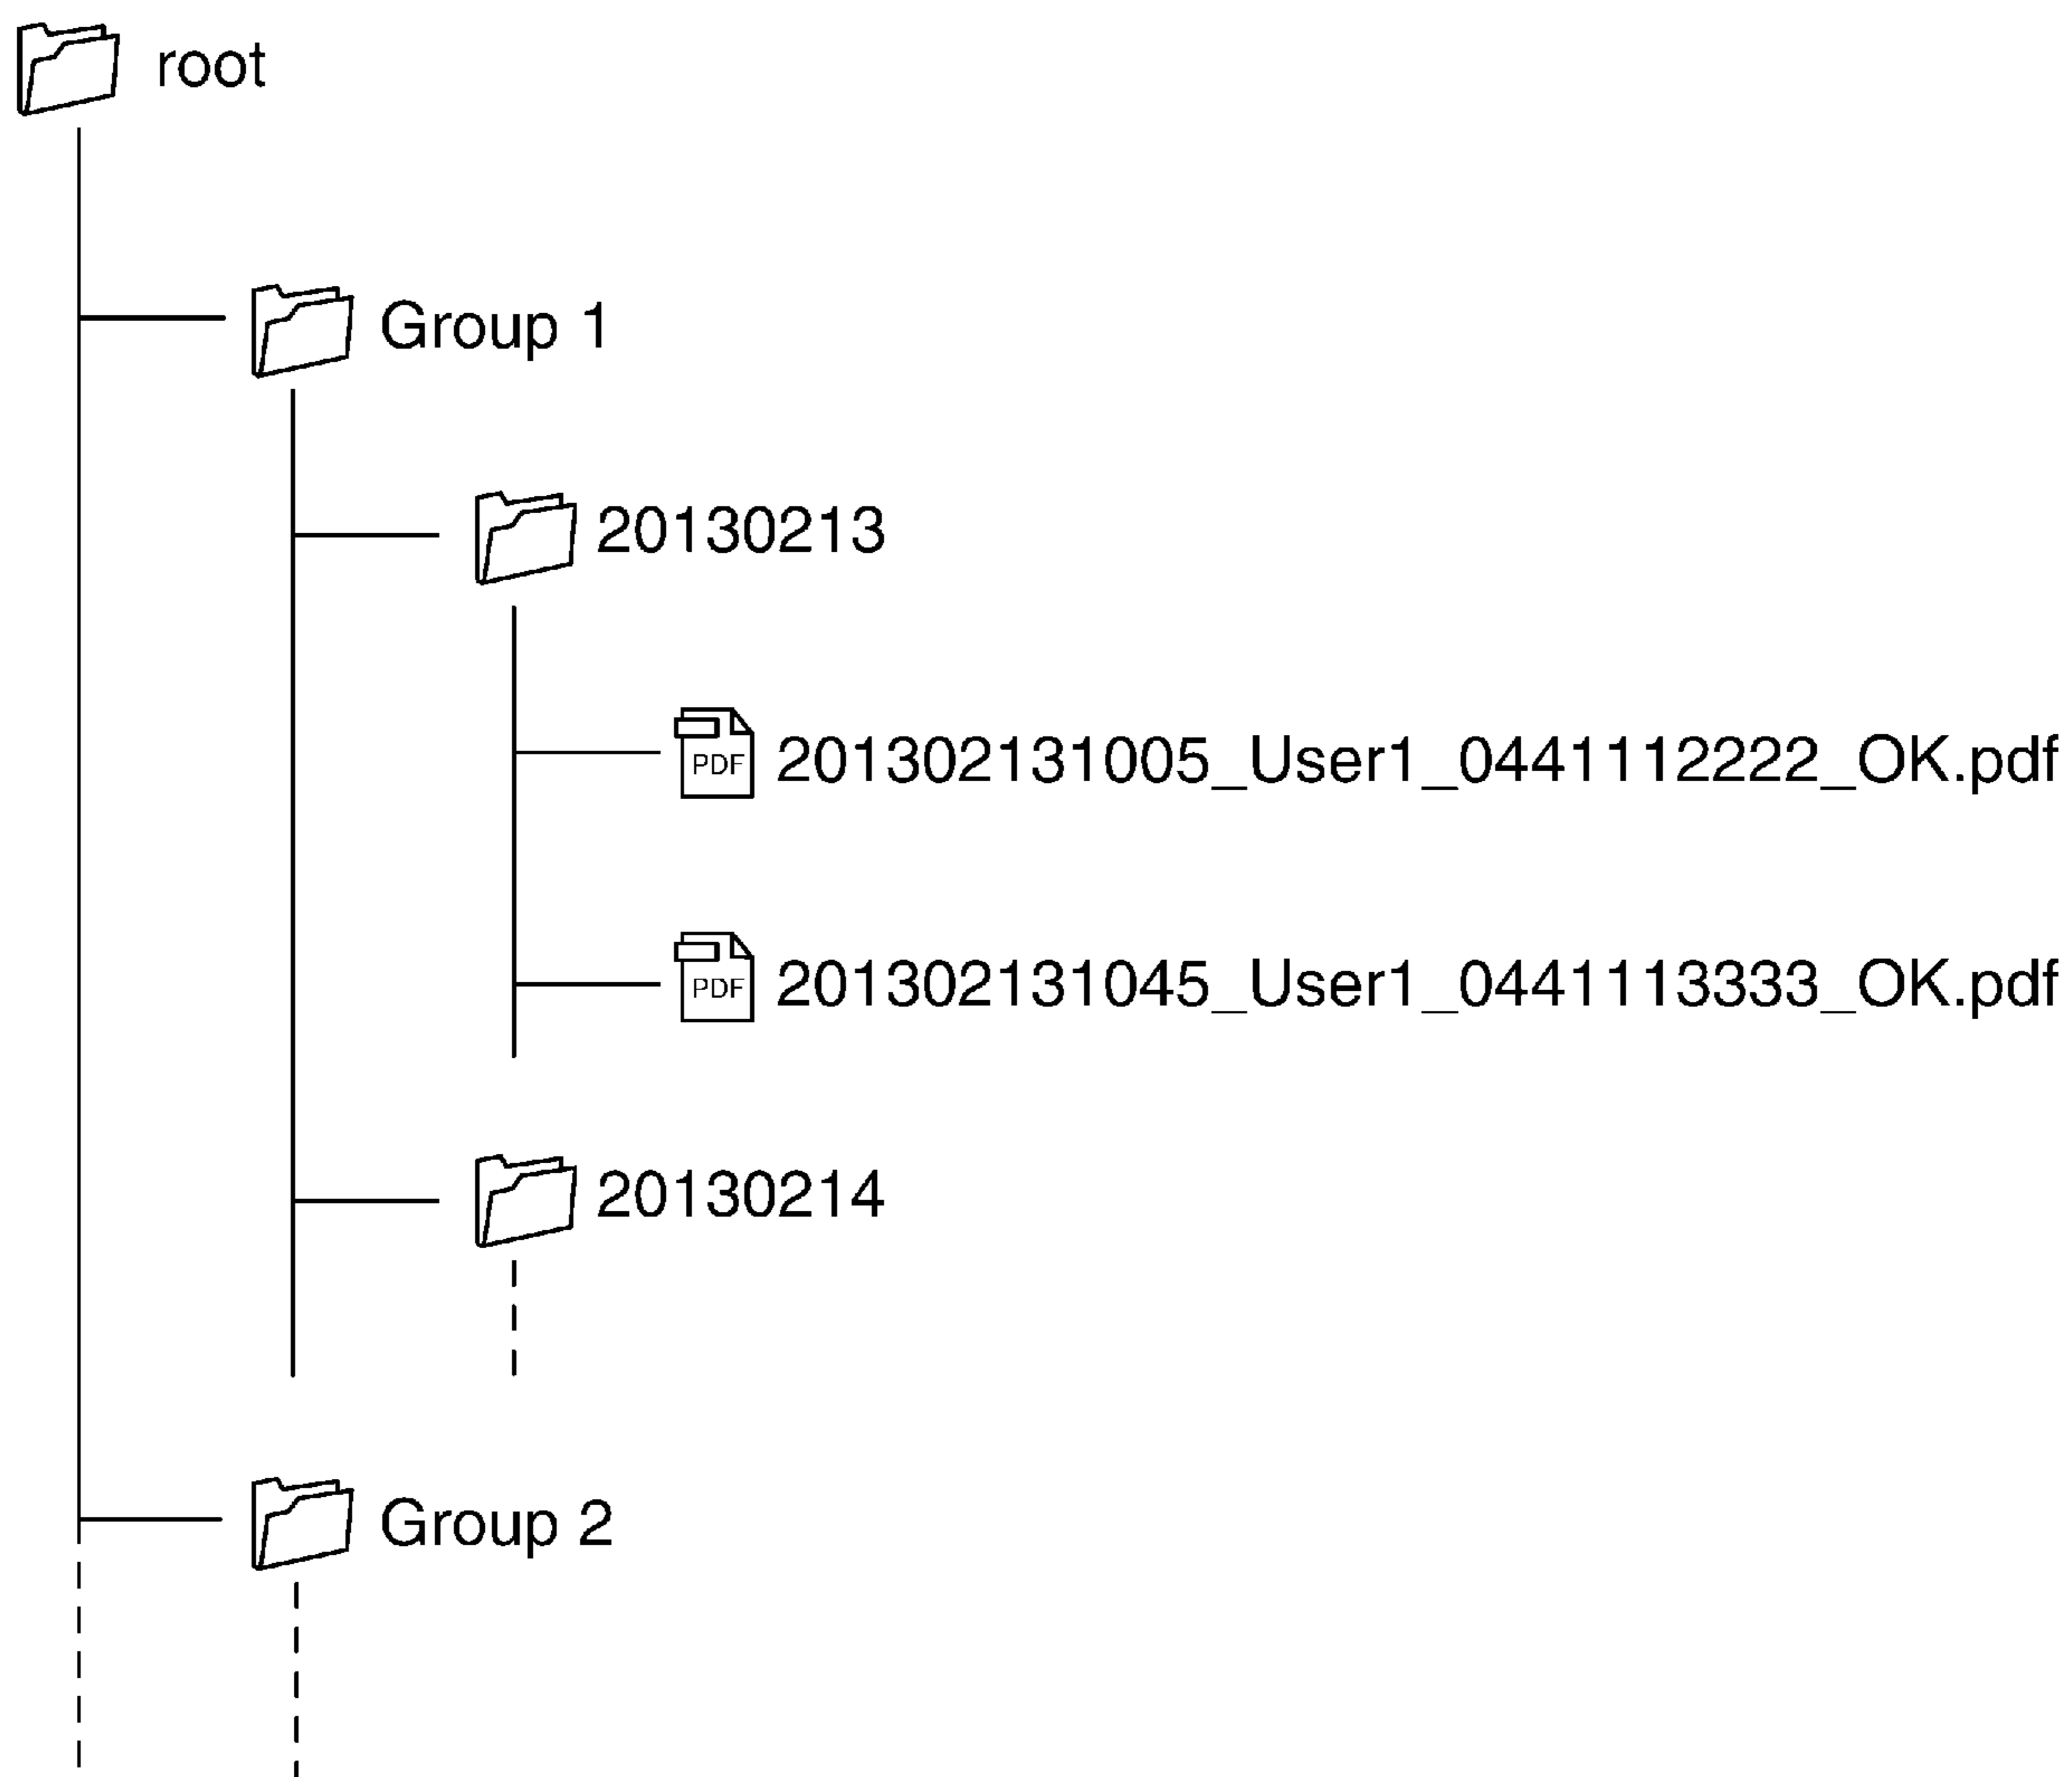 root
Group 1
20130213
PDF 201302131005_User1_0441112222_OK.pdf
PDF 201302131045_User1_0441113333_OK.pdf
20130214
Group 2